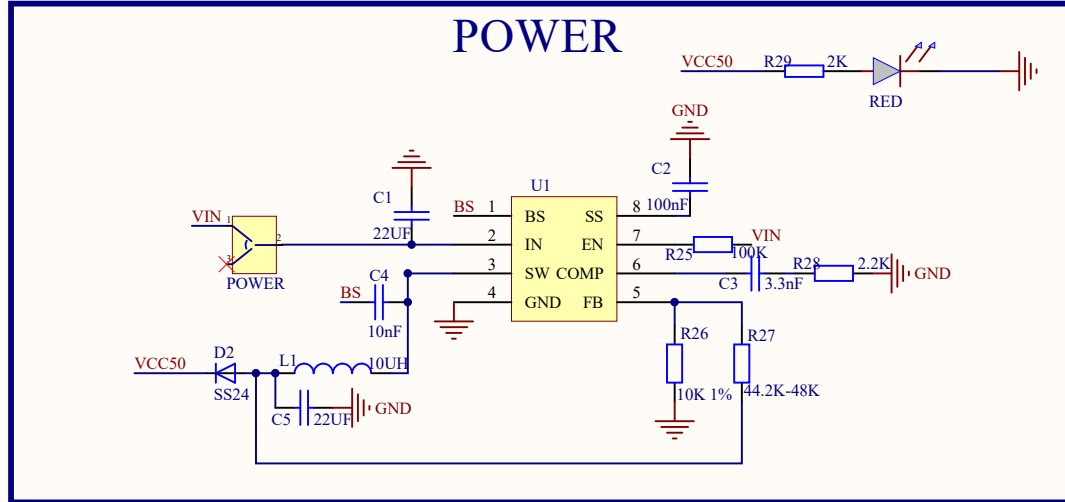 POWER
VCC50 R29 2K
RED
GND
C2
100nF
U1
C1
22UF
VIN 1
2
3
POWER
BS 1 BS SS 8
2 IN EN 7
3 SW COMP 6
4 GND FB 5
R25 100K VIN
C3 3.3nF R28 2.2K GND
C4
BS
10nF
R26 R27
10K 1% 44.2K-48K
D2
VCC50
SS24
L1 10UH
C5 22UF GND